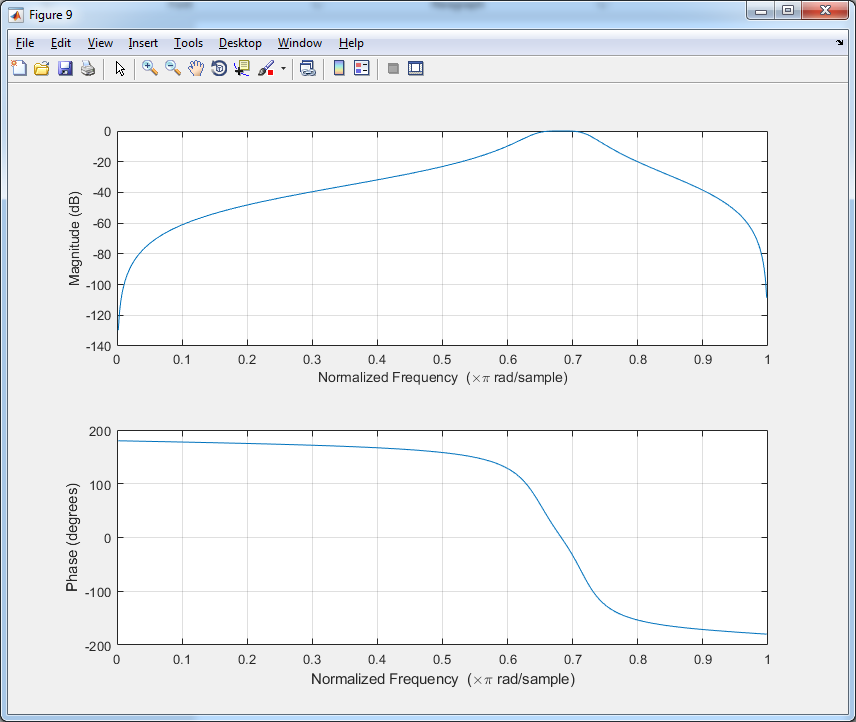 Figure 9
File Edit View Insert Tools Desktop Window Help
0
-20
-40
-60
-80
-100
-120
-140
Magnitude (dB)
0 0.1 0.2 0.3 0.4 0.5 0.6 0.7 0.8 0.9 1
Normalized Frequency (×π rad/sample)
200
100
0
-100
-200
Phase (degrees)
0 0.1 0.2 0.3 0.4 0.5 0.6 0.7 0.8 0.9 1
Normalized Frequency (×π rad/sample)